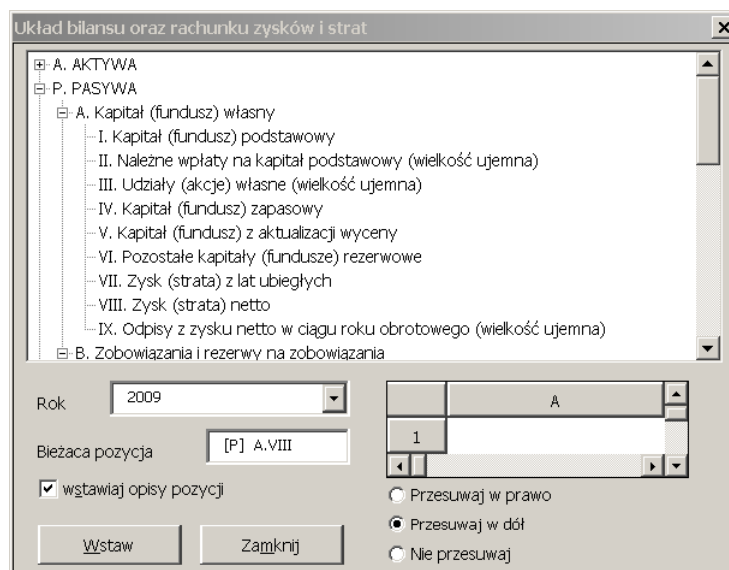 Układ bilansu oraz rachunku zysków i strat
A. AKTYWA
P. PASYWA
A. Kapitał (fundusz) własny
I. Kapitał (fundusz) podstawowy
II. Należne wpłaty na kapitał podstawowy (wielkość ujemna)
III. Udziały (akcje) własne (wielkość ujemna)
IV. Kapitał (fundusz) zapasowy
V. Kapitał (fundusz) z aktualizacji wyceny
VI. Pozostałe kapitały (fundusze) rezerwowe
VII. Zysk (strata) z lat ubiegłych
VIII. Zysk (strata) netto
IX. Odpisy z zysku netto w ciągu roku obrotowego (wielkość ujemna)
B. Zobowiązania i rezerwy na zobowiązania
Rok 2009
A
1
Bieżaca pozycja [P] A.VIII
wstawiaj opisy pozycji
Przesuwaj w prawo
Przesuwaj w dół
Nie przesuwaj
Wstaw Zamknij